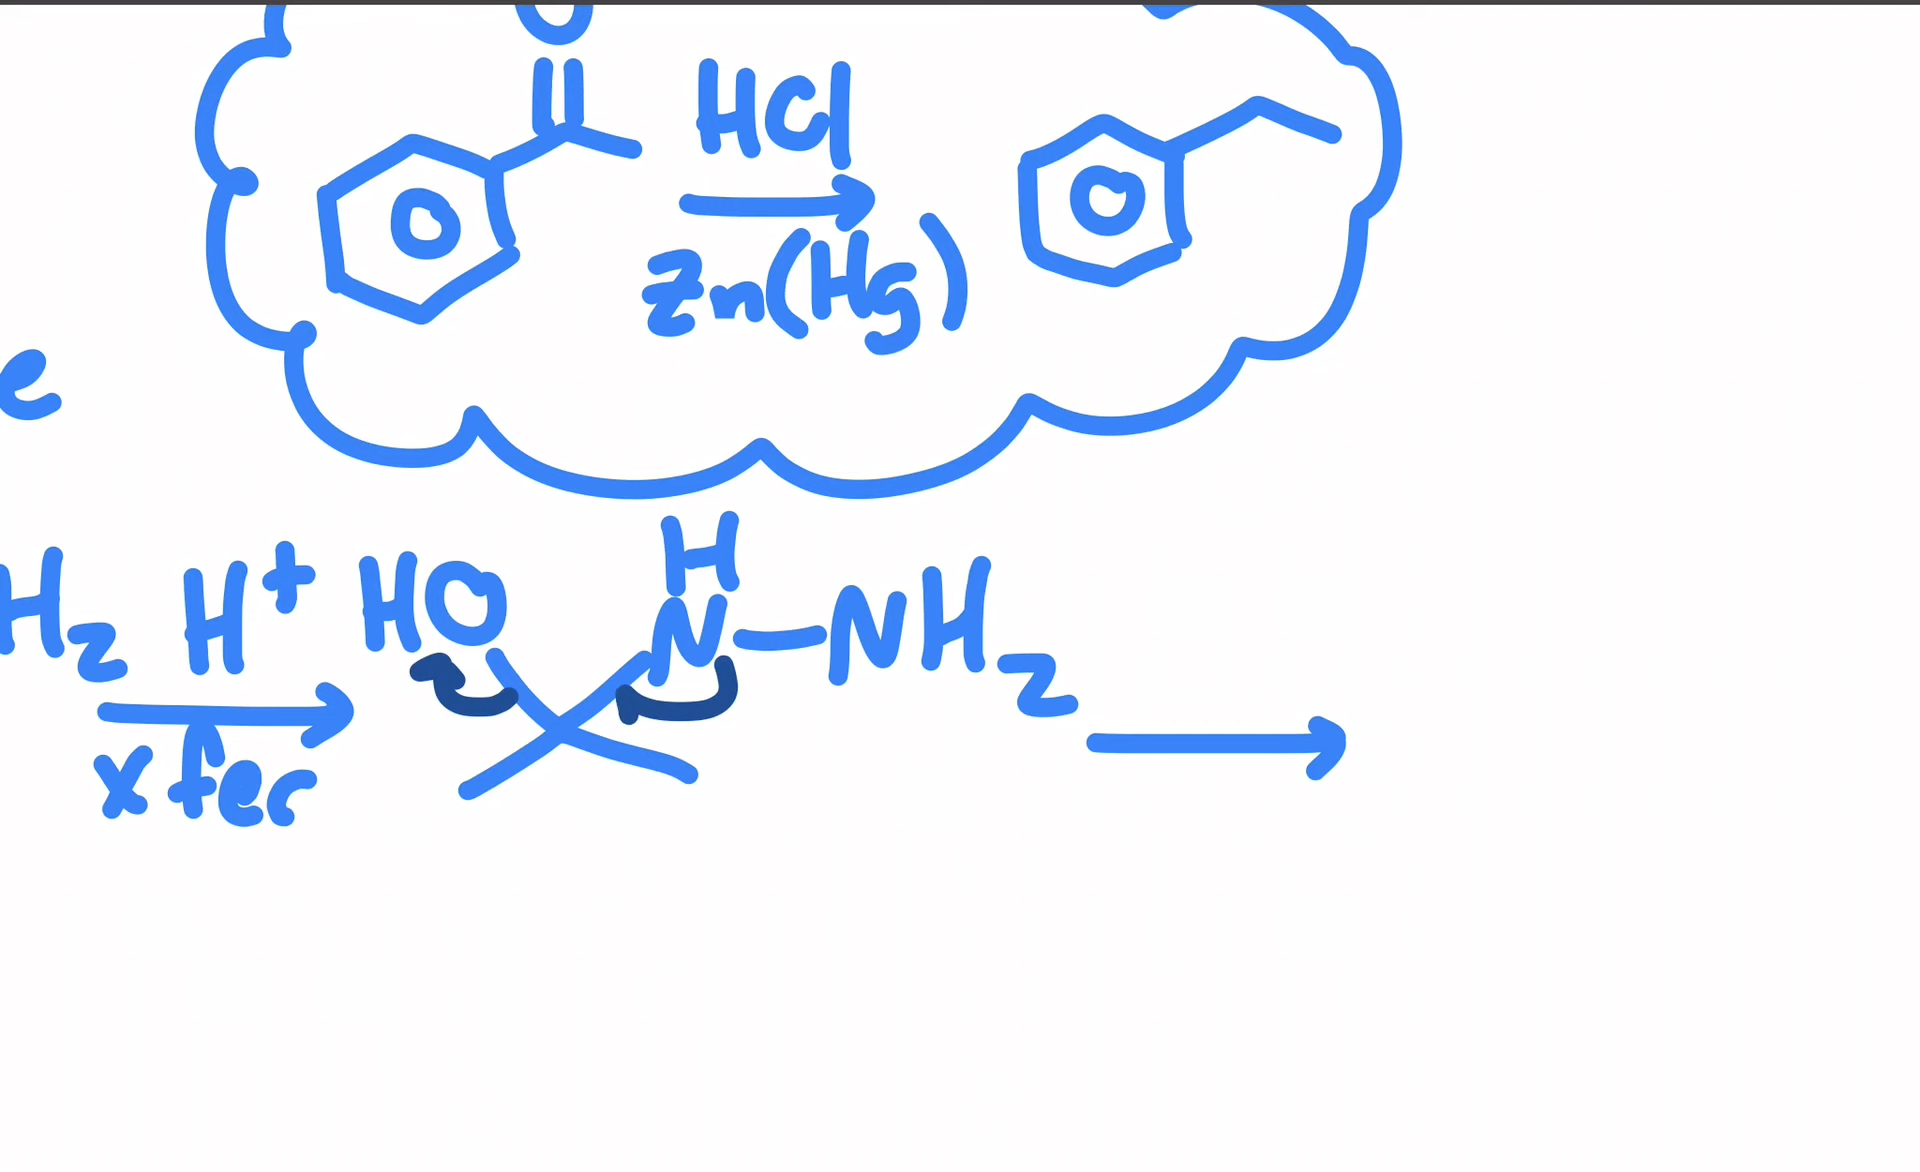 O
HCl
Zn(Hg)
e
H2 H+ HO
H
N-NH2
xfer